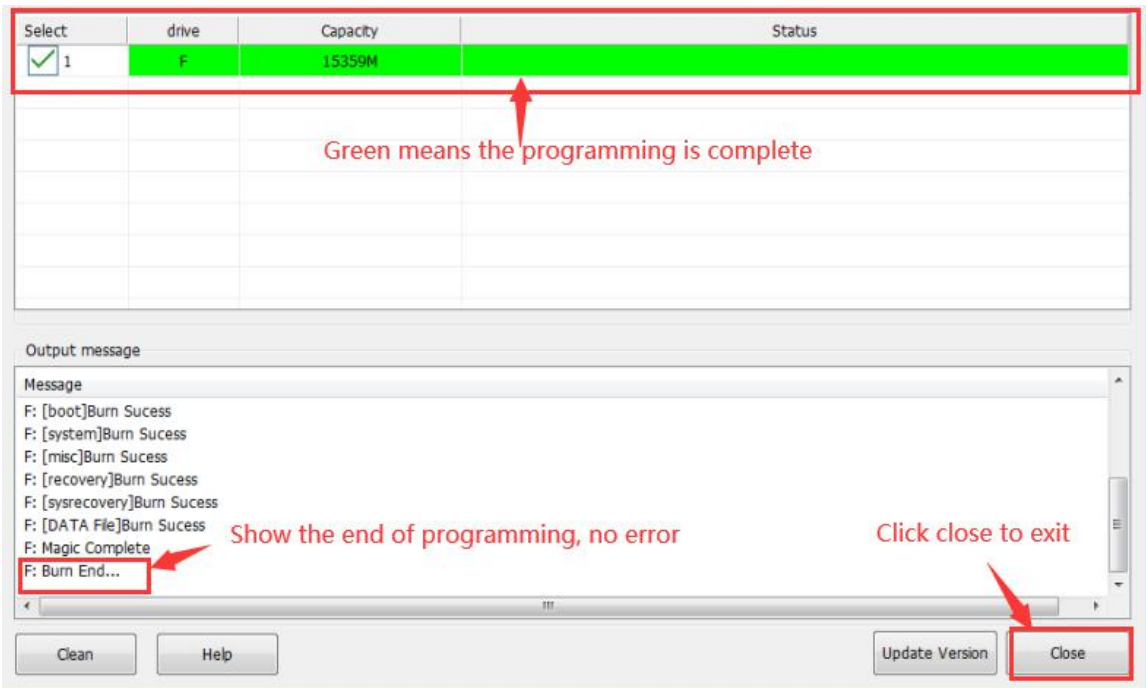 Select drive Capacity Status
1 F 15359M
Green means the programming is complete
Output message
Message
F: [boot]Burn Sucess
F: [system]Burn Sucess
F: [misc]Burn Sucess
F: [recovery]Burn Sucess
F: [sysrecovery]Burn Sucess
F: [DATA File]Burn Sucess
Show the end of programming, no error
Click close to exit
F: Magic Complete
F: Burn End...
Clean Help Update Version Close